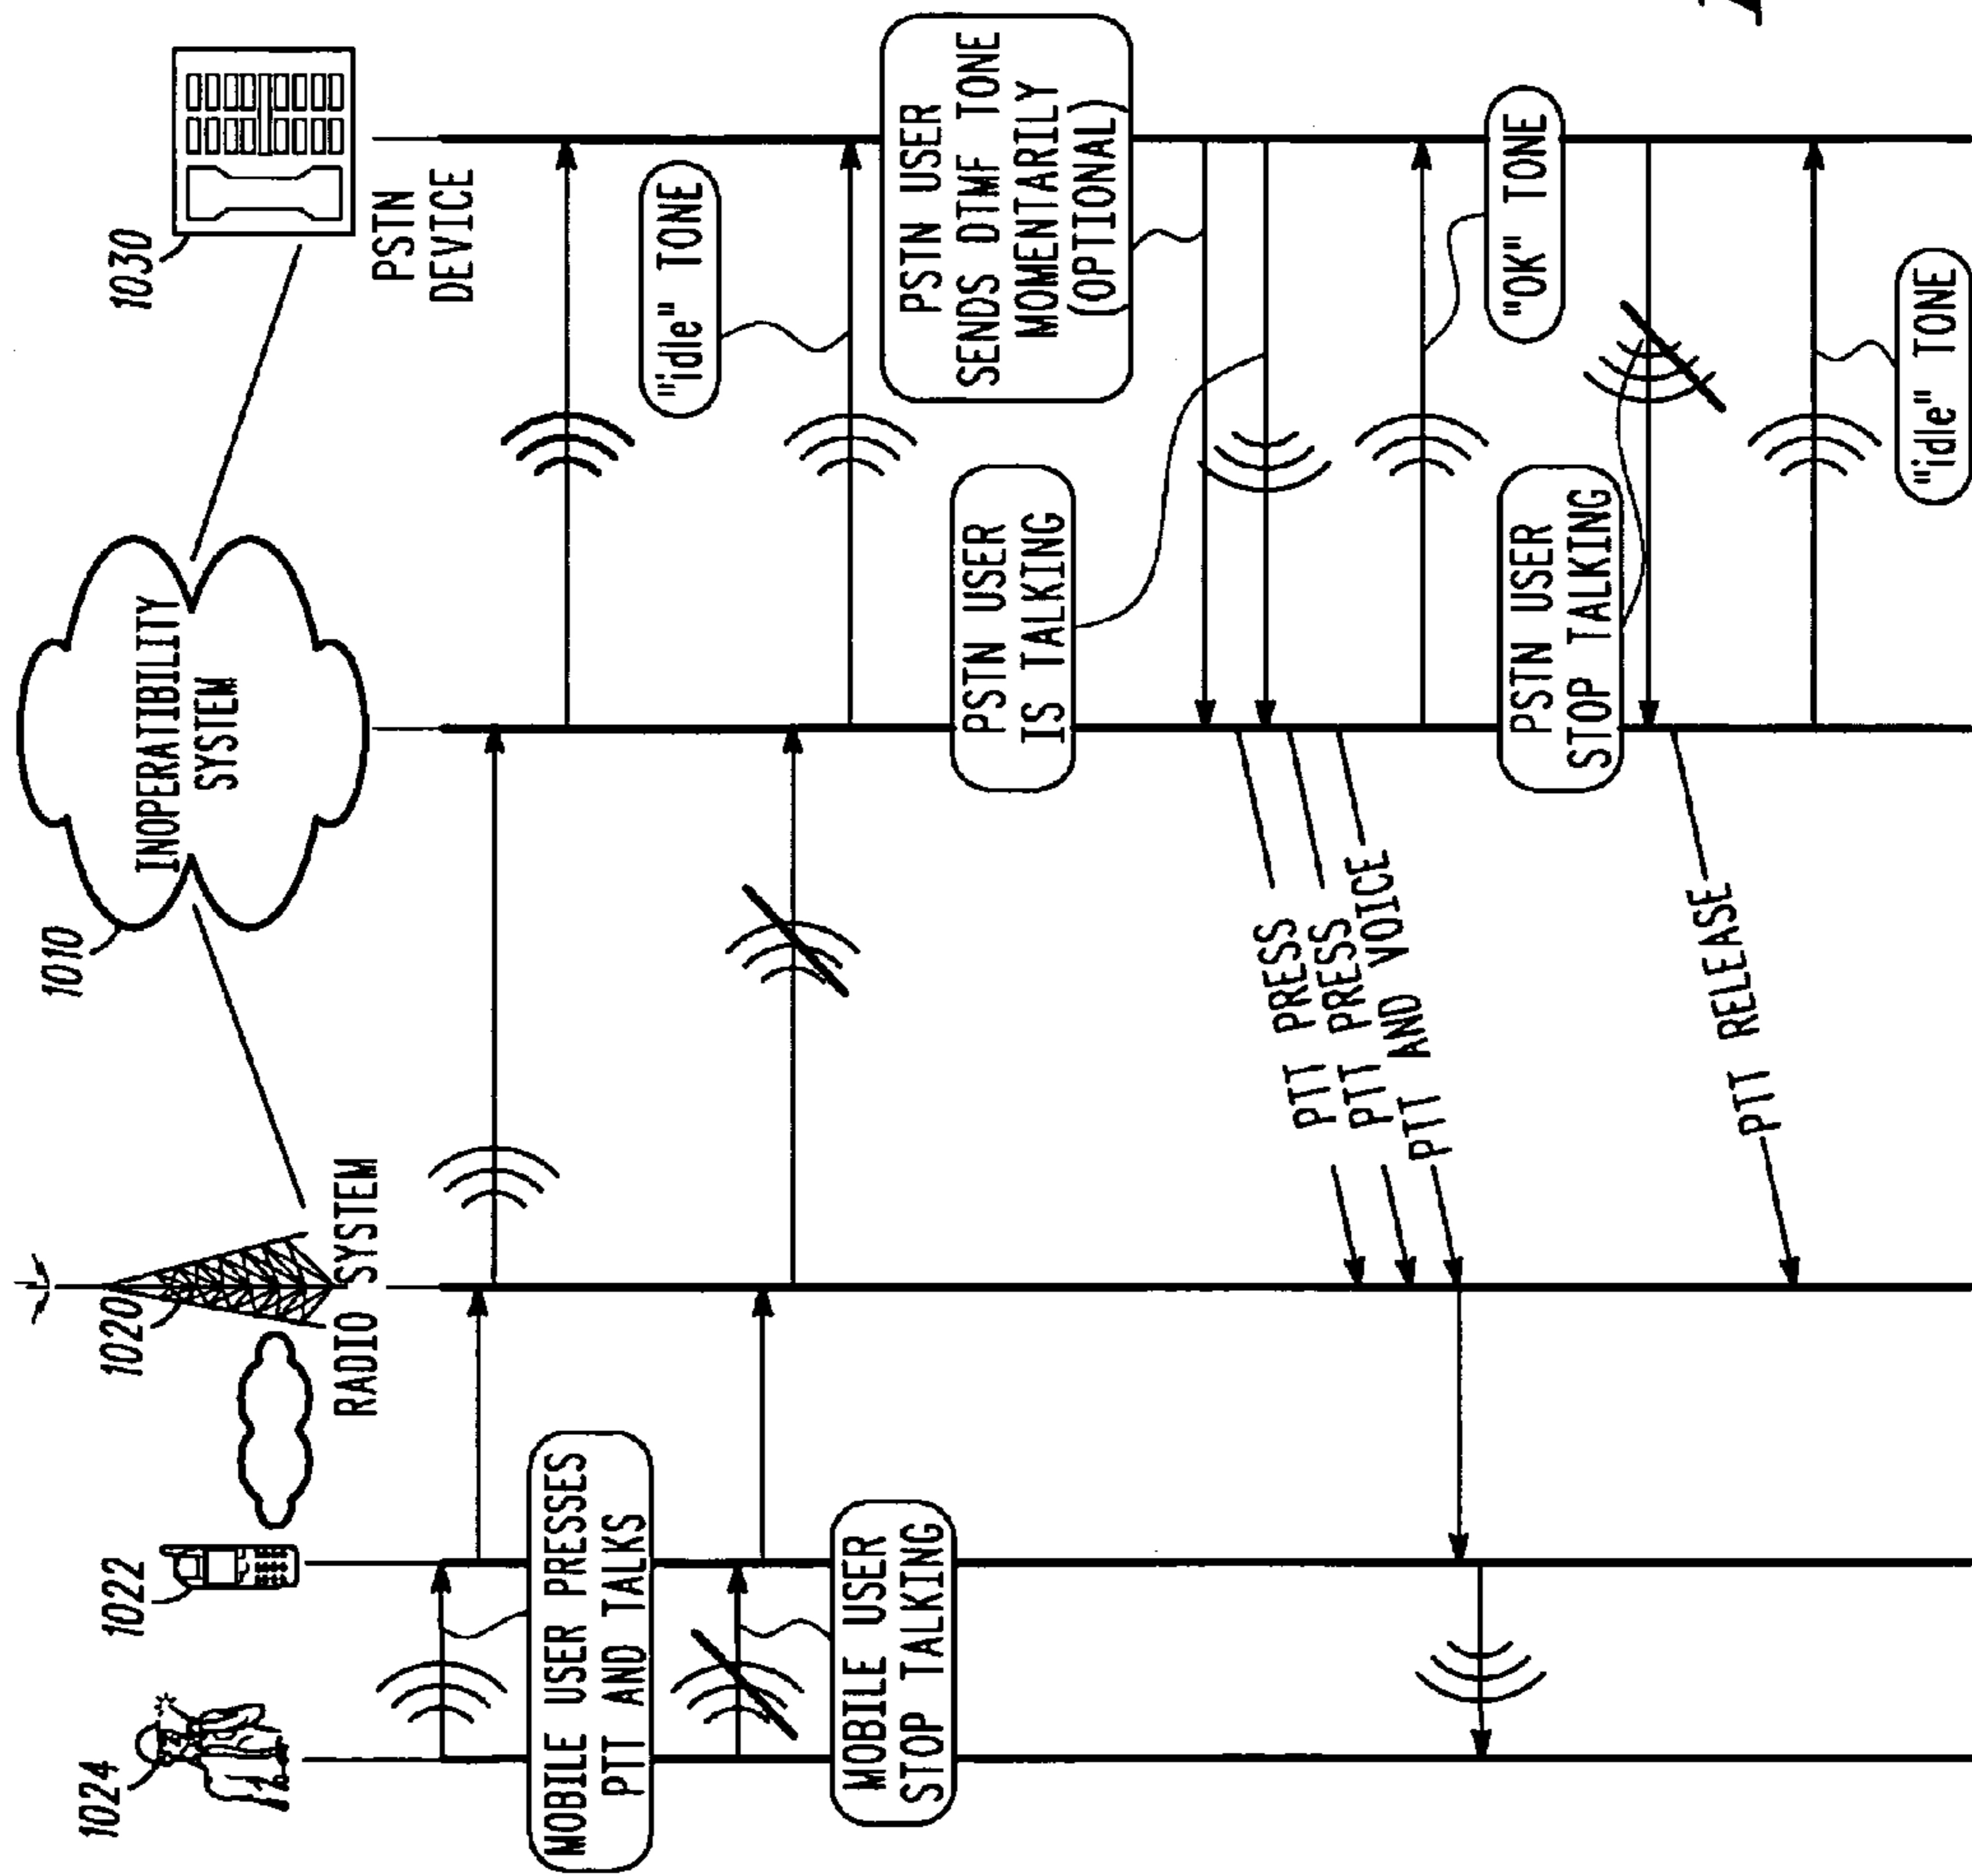 1024
1022
1020
1010
1030
RADIO SYSTEM
INOPERATIBILITY
SYSTEM
PSTN
DEVICE
MOBILE USER PRESSES
PTT AND TALKS
"idle" TONE
MOBILE USER
STOP TALKING
PSTN USER
SENDS DTMF TONE
MOMENTARILY
(OPTIONAL)
PSTN USER
IS TALKING
PTT PRESS
PTT PRESS
PTT AND VOICE
"OK" TONE
PSTN USER
STOP TALKING
PTT RELEASE
"idle" TONE